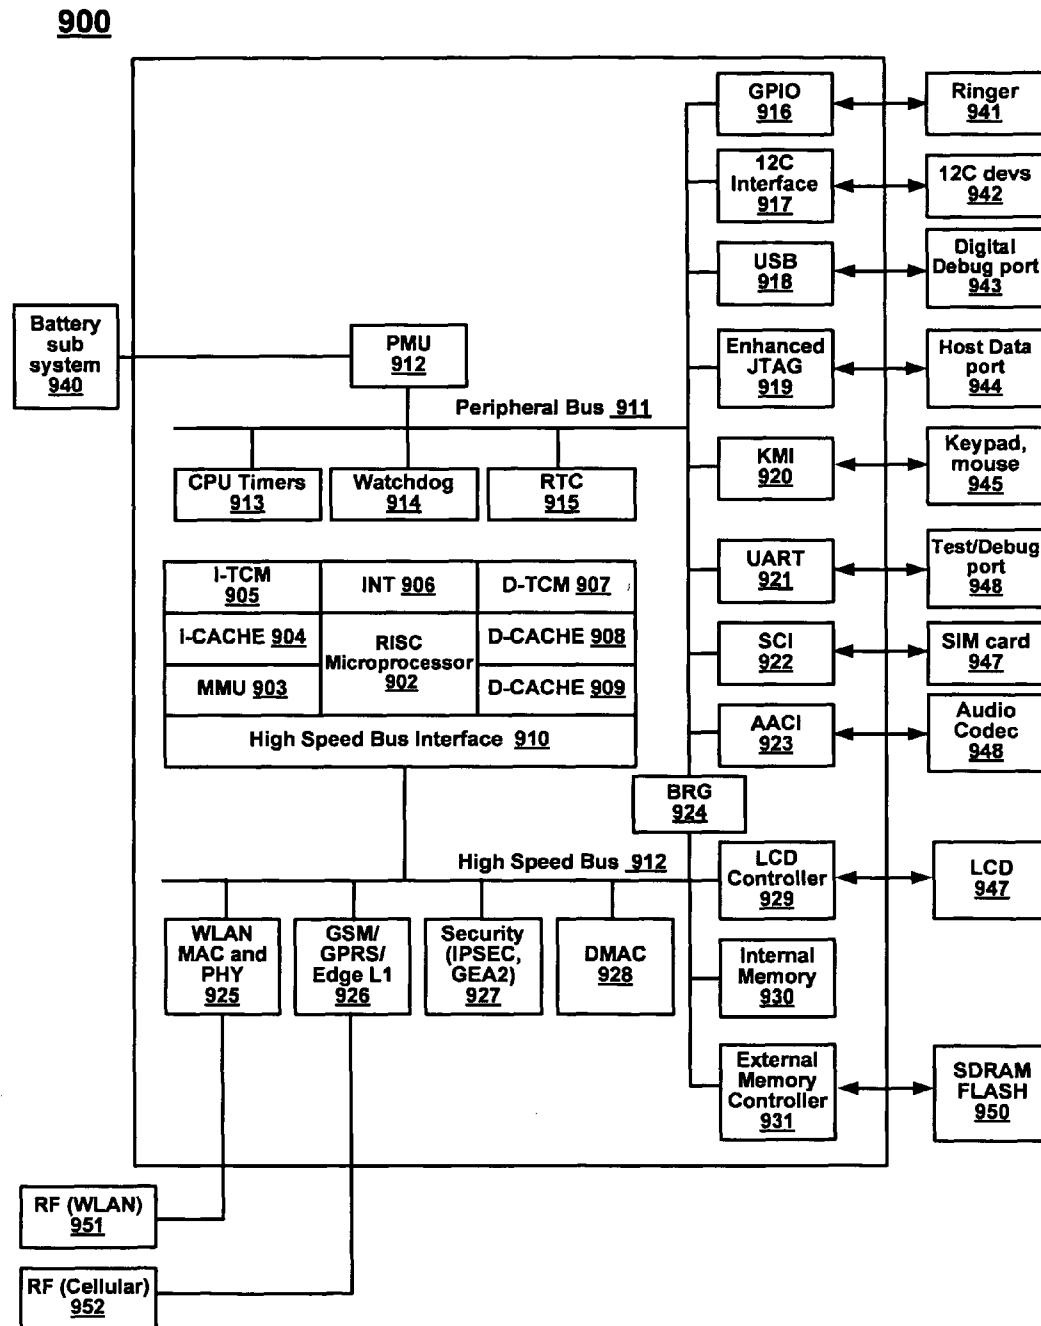 900
GPIO
916
Ringer
941
12C
Interface
917
12C devs
942
USB
918
Digital
Debug port
943
Battery
sub
system
940
PMU
912
Enhanced
JTAG
919
Host Data
port
944
Peripheral Bus 911
KMI
920
Keypad,
mouse
945
CPU Timers
913
Watchdog
914
RTC
915
UART
921
Test/Debug
port
948
I-TCM
905
INT 906
D-TCM 907
I-CACHE 904
RISC
Microprocessor
902
D-CACHE 908
MMU 903
D-CACHE 909
SCI
922
SIM card
947
High Speed Bus Interface 910
AACI
923
Audio
Codec
948
BRG
924
High Speed Bus 912
LCD
Controller
929
LCD
947
WLAN
MAC and
PHY
925
GSM/
GPRS/
Edge L1
926
Security
(IPSEC,
GEA2)
927
DMAC
928
Internal
Memory
930
External
Memory
Controller
931
SDRAM
FLASH
950
RF (WLAN)
951
RF (Cellular)
952